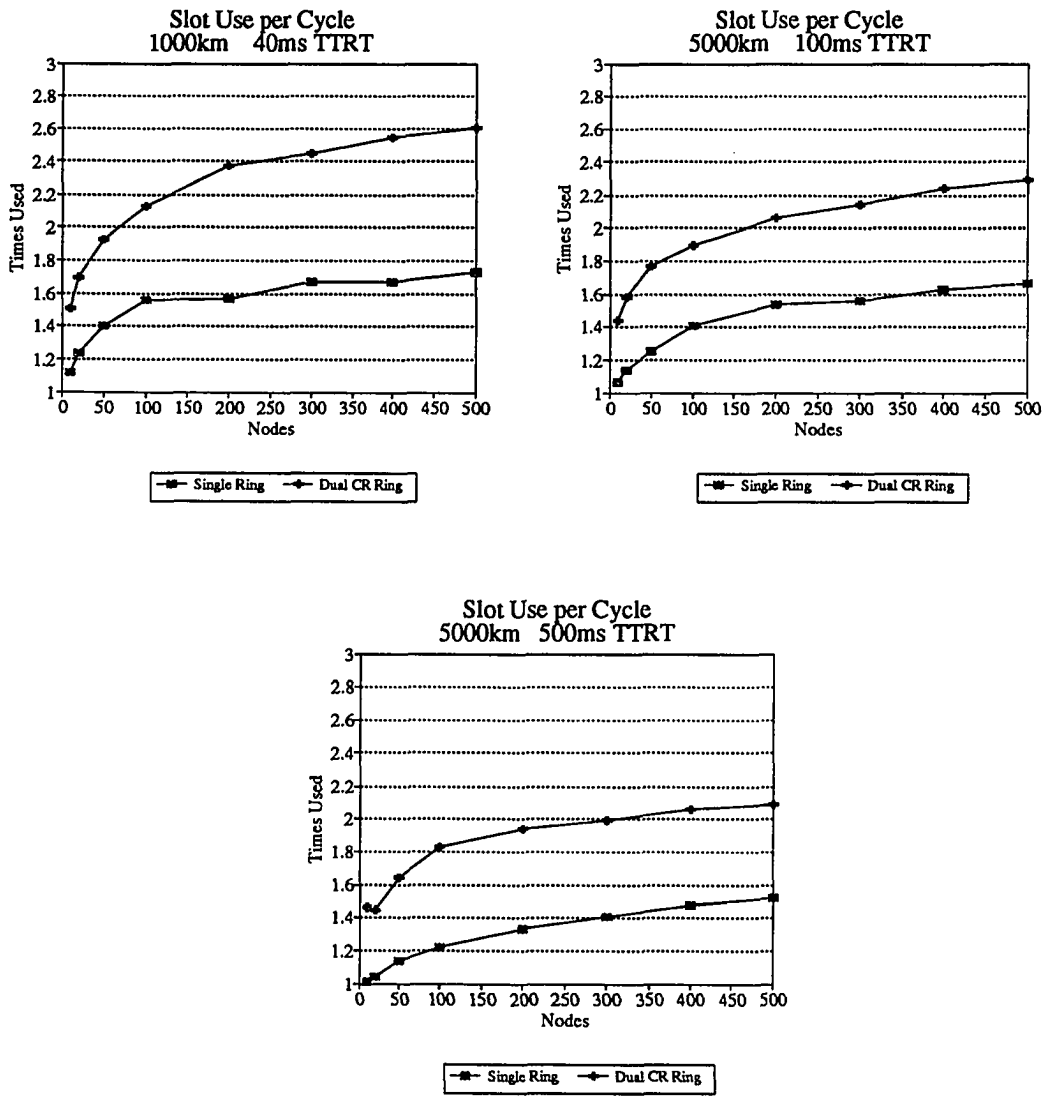 Slot Use per Cycle
1000km 40ms TTRT
3
2.8
2.6
2.4
2.2
2
1.8
1.6
1.4
1.2
1
Times Used
0 50 100 150 200 250 300 350 400 450 500
Nodes
Single Ring Dual CR Ring
Slot Use per Cycle
5000km 100ms TTRT
3
2.8
2.6
2.4
2.2
2
1.8
1.6
1.4
1.2
1
Times Used
0 50 100 150 200 250 300 350 400 450 500
Nodes
Single Ring Dual CR Ring
Slot Use per Cycle
5000km 500ms TTRT
3
2.8
2.6
2.4
2.2
2
1.8
1.6
1.4
1.2
1
Times Used
0 50 100 150 200 250 300 350 400 450 500
Nodes
Single Ring Dual CR Ring